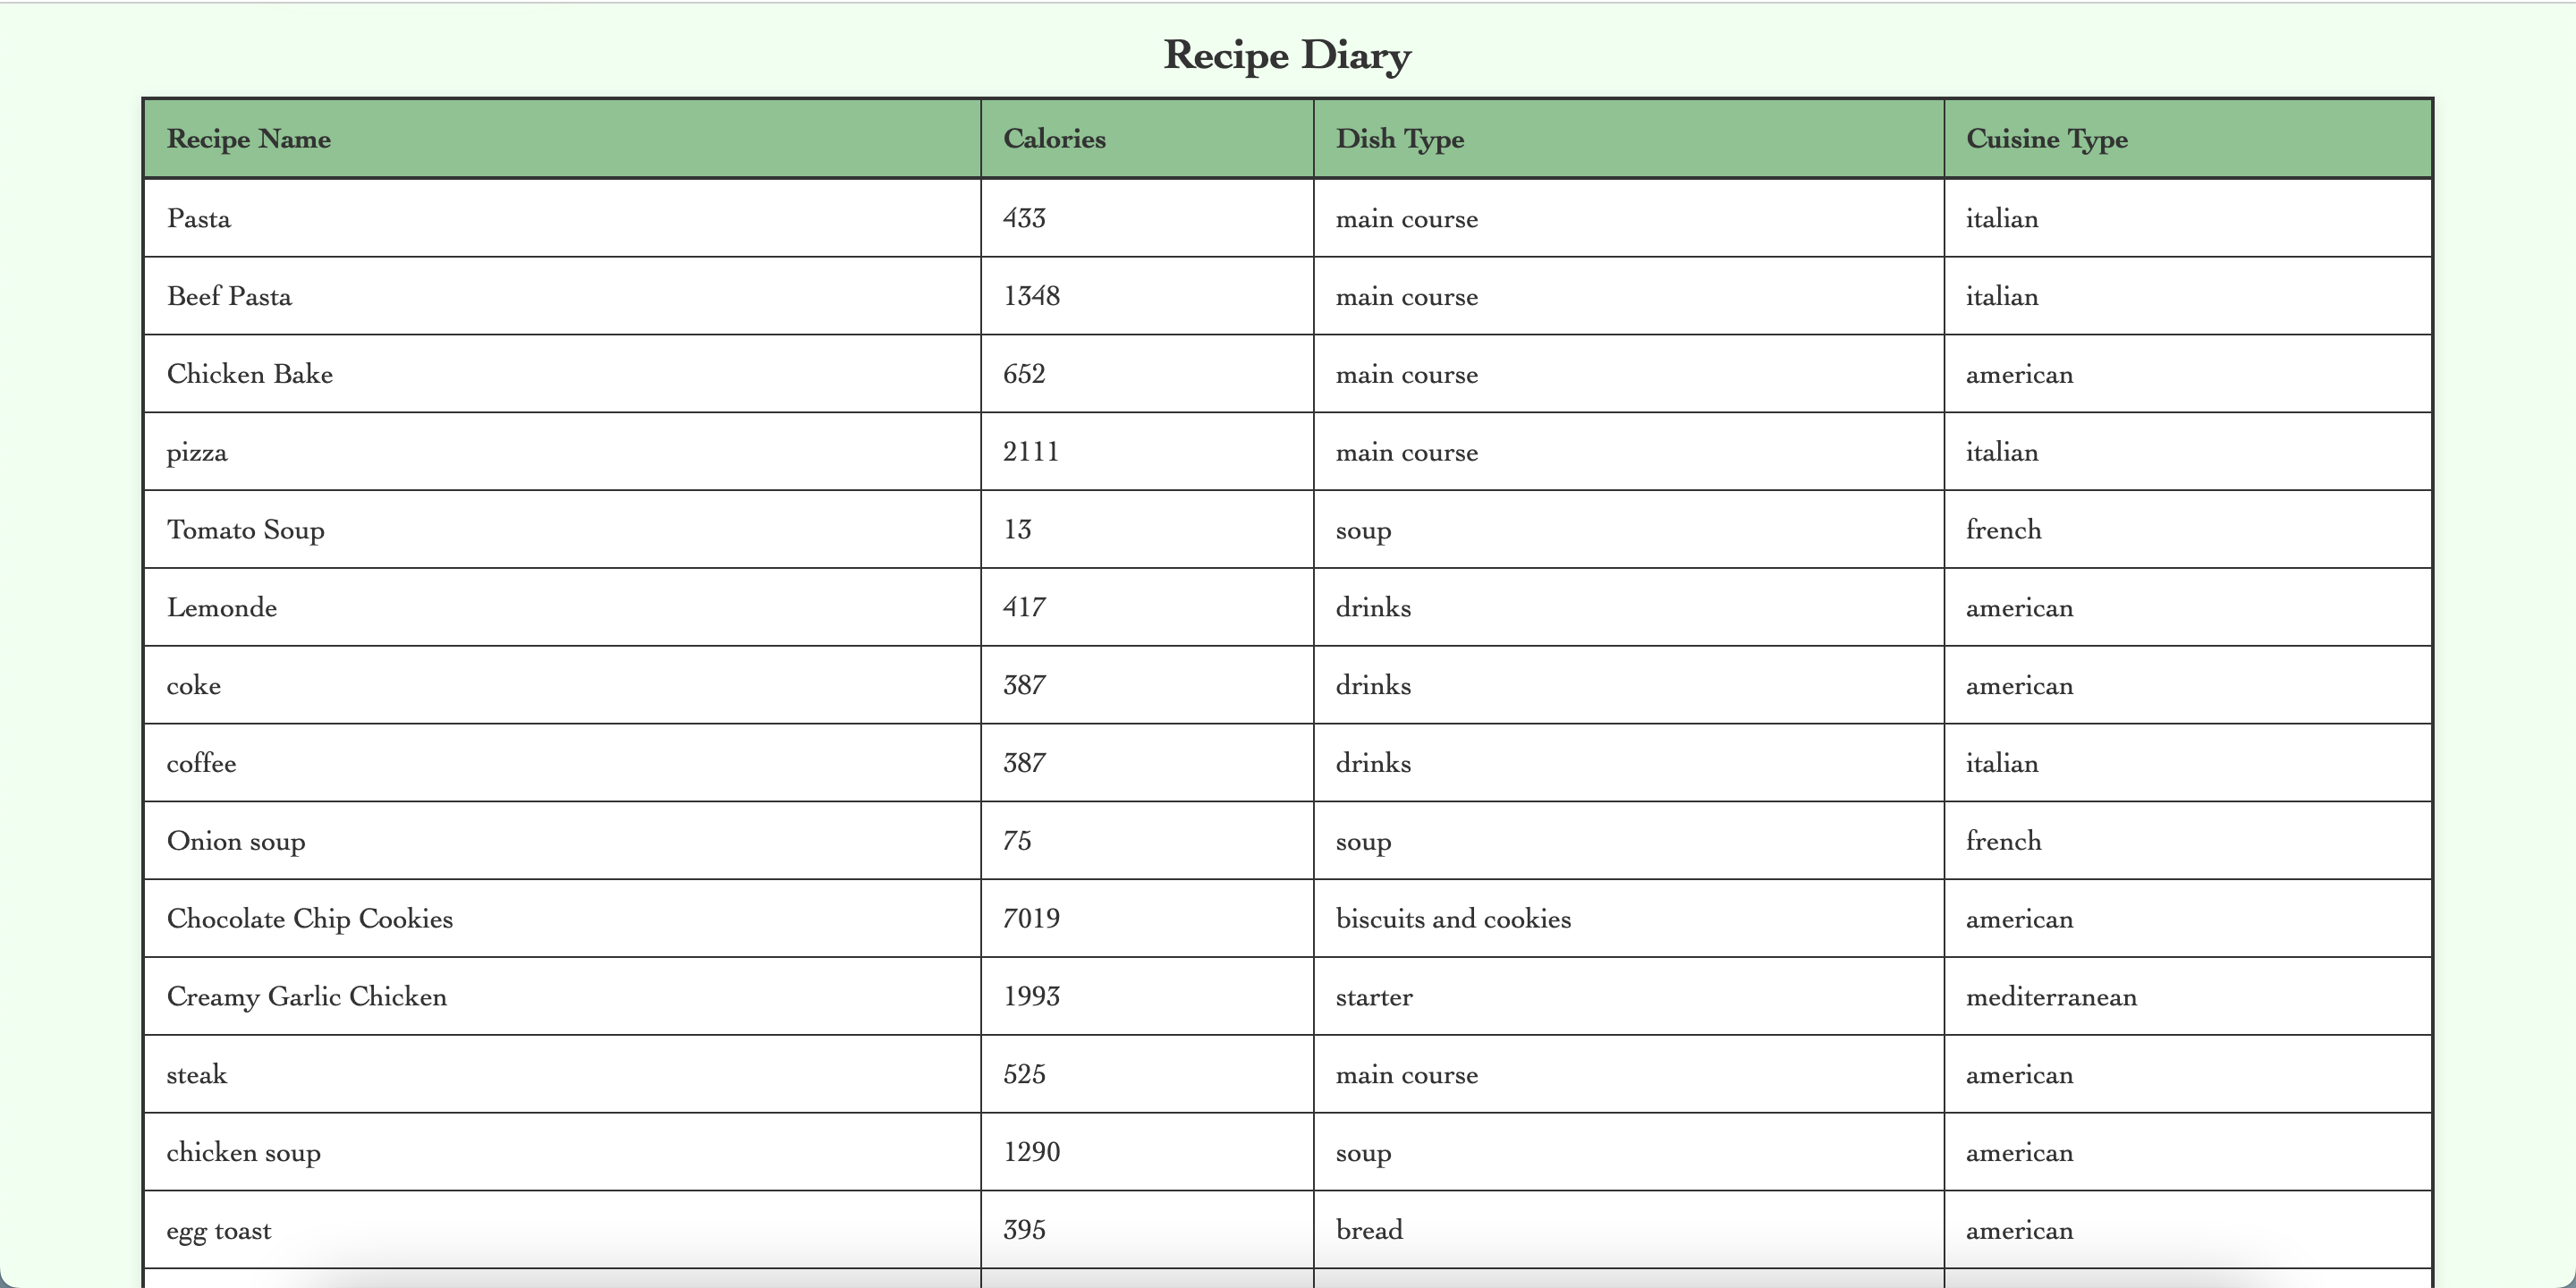 Recipe Diary
Recipe Name Calories Dish Type Cuisine Type
Pasta 433 main course italian
Beef Pasta 1348 main course italian
Chicken Bake 652 main course american
pizza 2111 main course italian
Tomato Soup 13 soup french
Lemonde 417 drinks american
coke 387 drinks american
coffee 387 drinks italian
Onion soup 75 soup french
Chocolate Chip Cookies 7019 biscuits and cookies american
Creamy Garlic Chicken 1993 starter mediterranean
steak 525 main course american
chicken soup 1290 soup american
egg toast 395 bread american